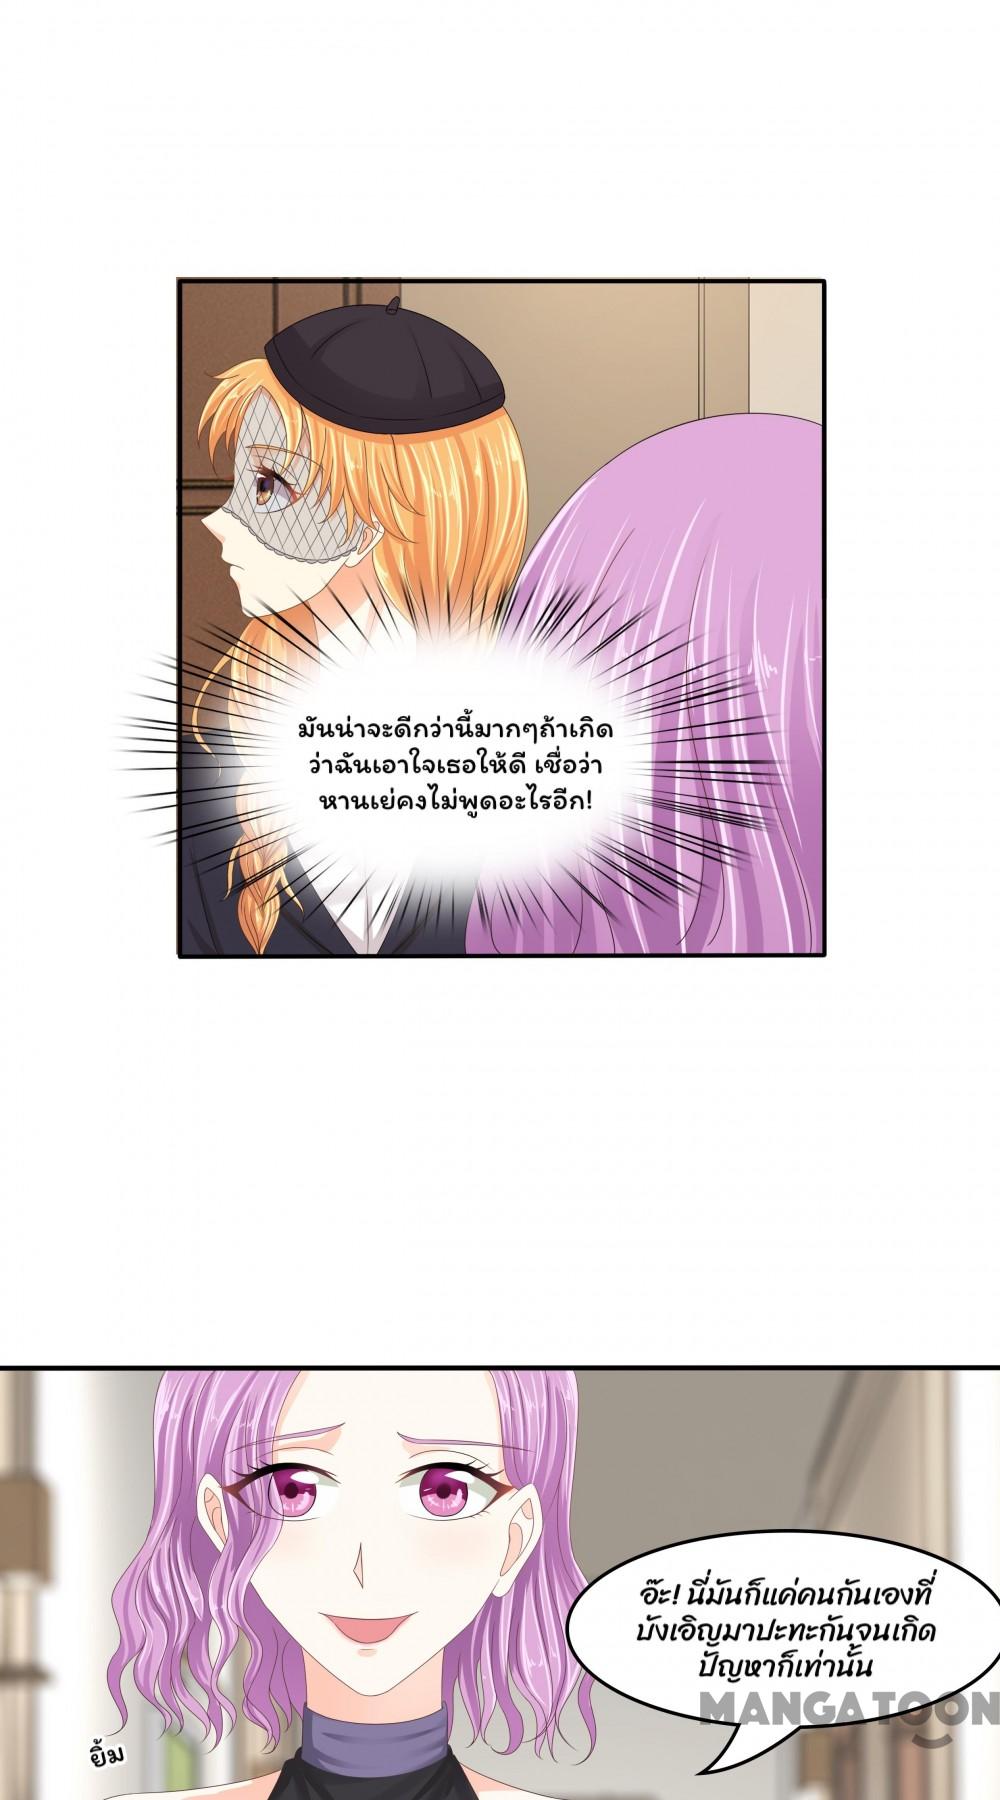 มันน่าจะดีกว่านี้มากๆถ้าเกิด
ว่าฉันเอาใจเธอให้ดี เชื่อว่า
หานเย่คงไม่พูดอะไรอีก!
อ๊ะ! นี่มันก็แค่คนกันเองที่
บังเอิญมาปะทะกันจนเกิด
ปัญหาก็เท่านั้น
MANGATOON
ยิ้ม